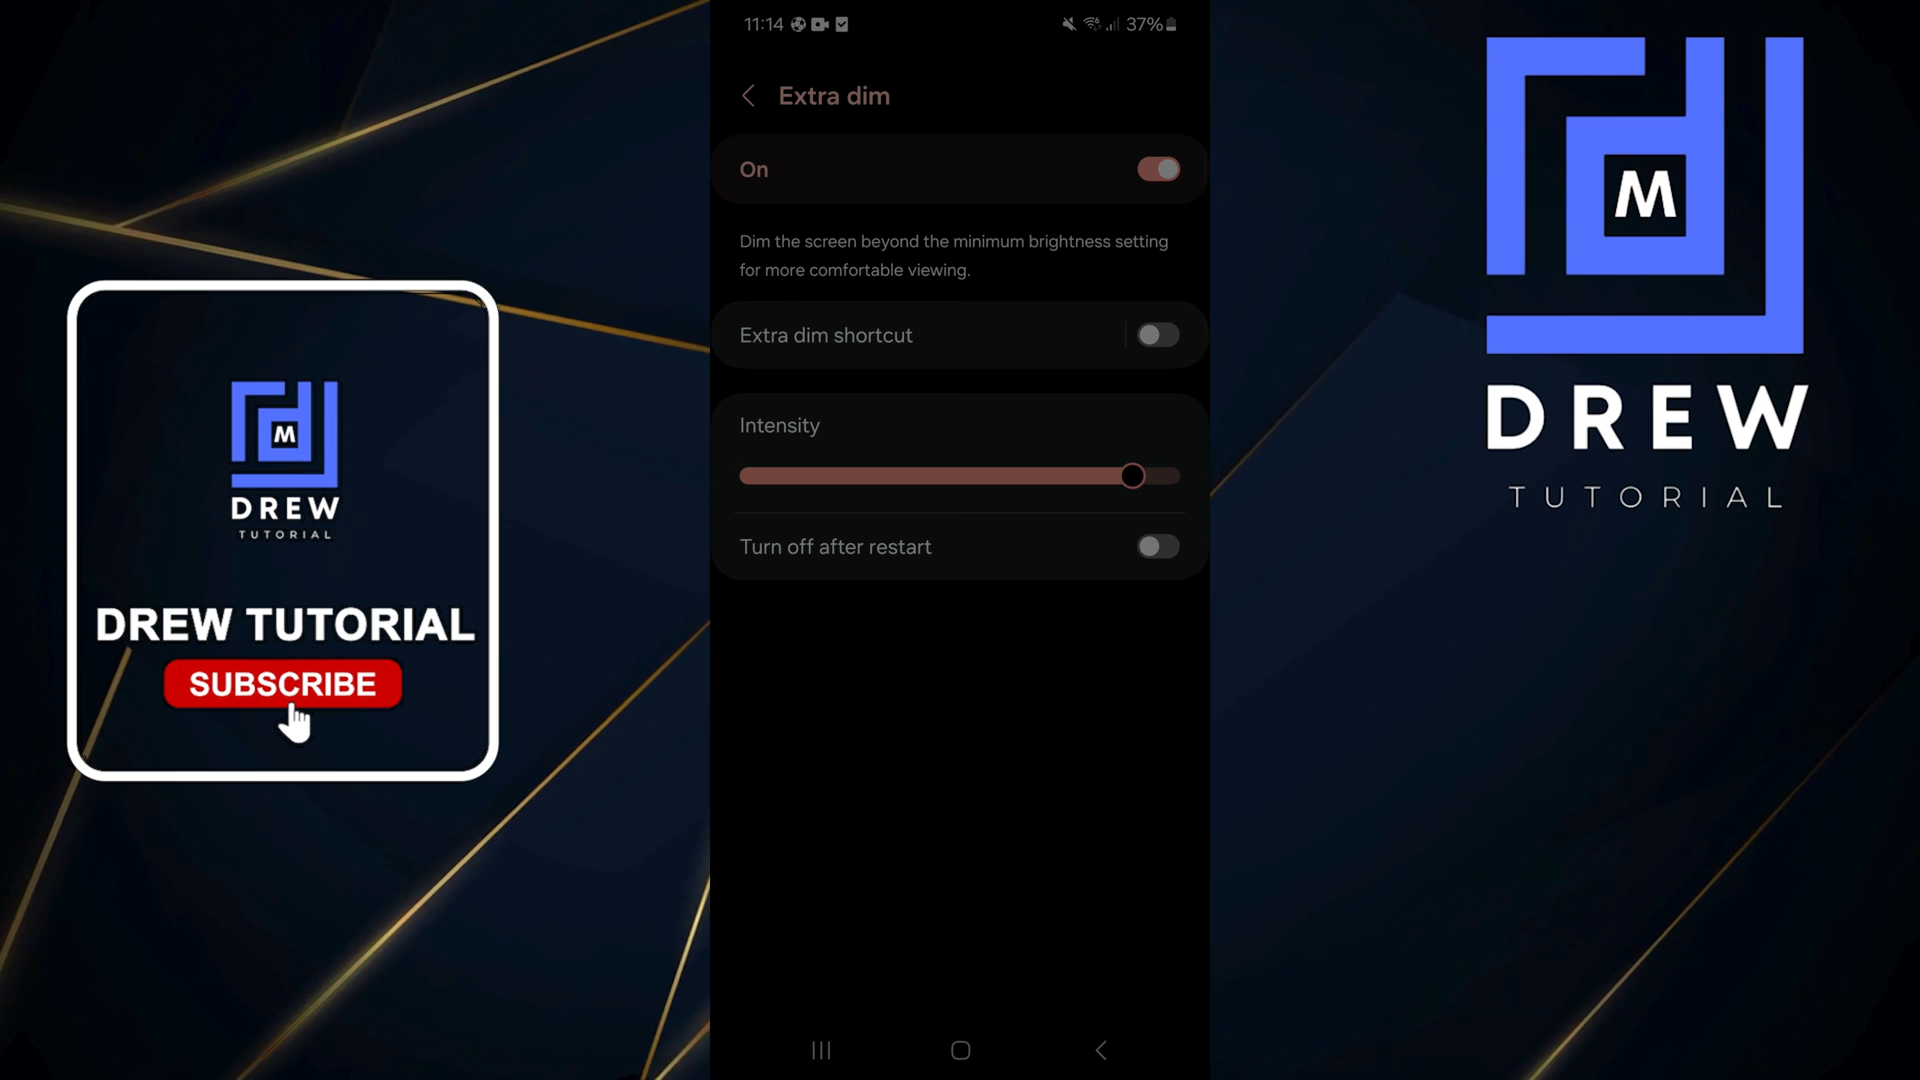 11:14
37%
Extra dim
On
Dim the screen beyond the minimum brightness setting
for more comfortable viewing.
Extra dim shortcut
Intensity
Turn off after restart
M
DREW
TUTORIAL
DREW TUTORIAL
SUBSCRIBE
M
DREW
TUTORIAL